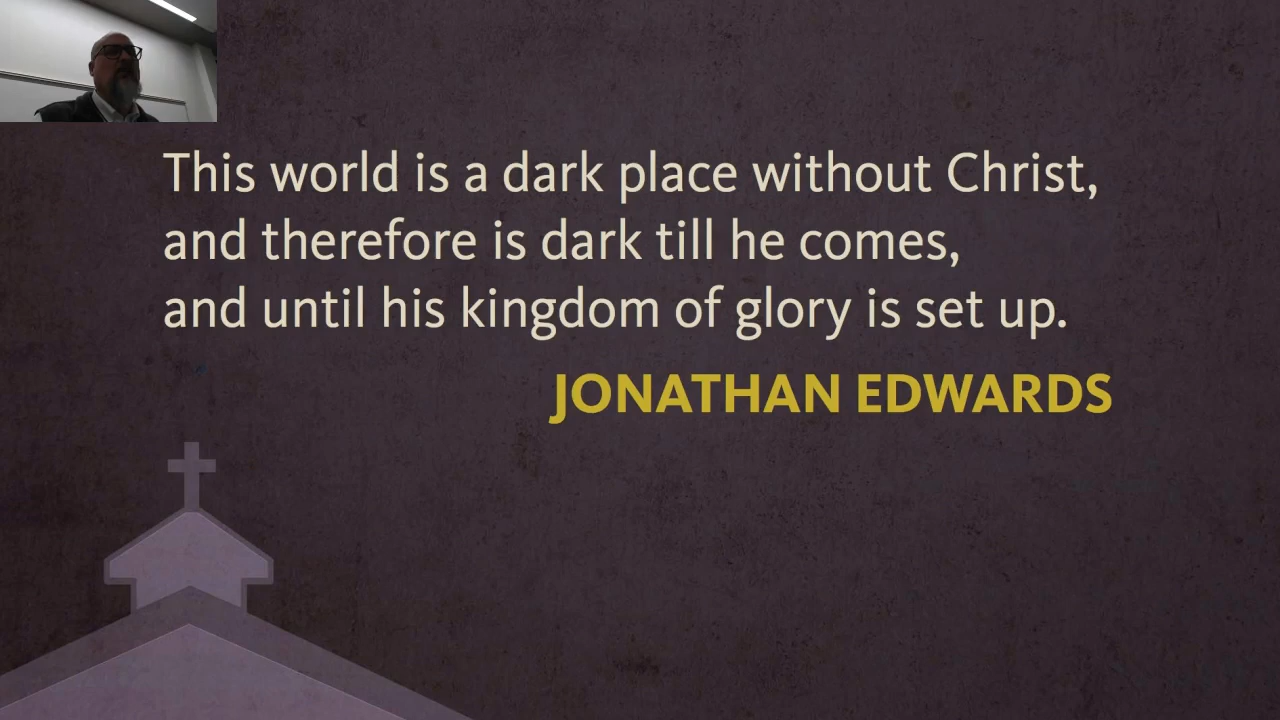 This world is a dark place without Christ,
and therefore is dark till he comes,
and until his kingdom of glory is set up.
JONATHAN EDWARDS